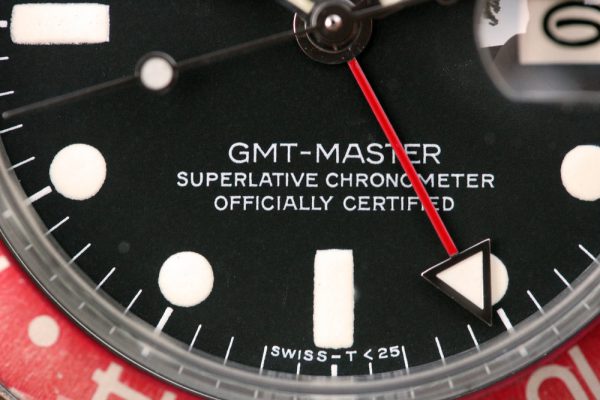 GMT-MASTER
SUPERLATIVE CHRONOMETER
OFFICIALLY CERTIFIED
SWISS-T<25